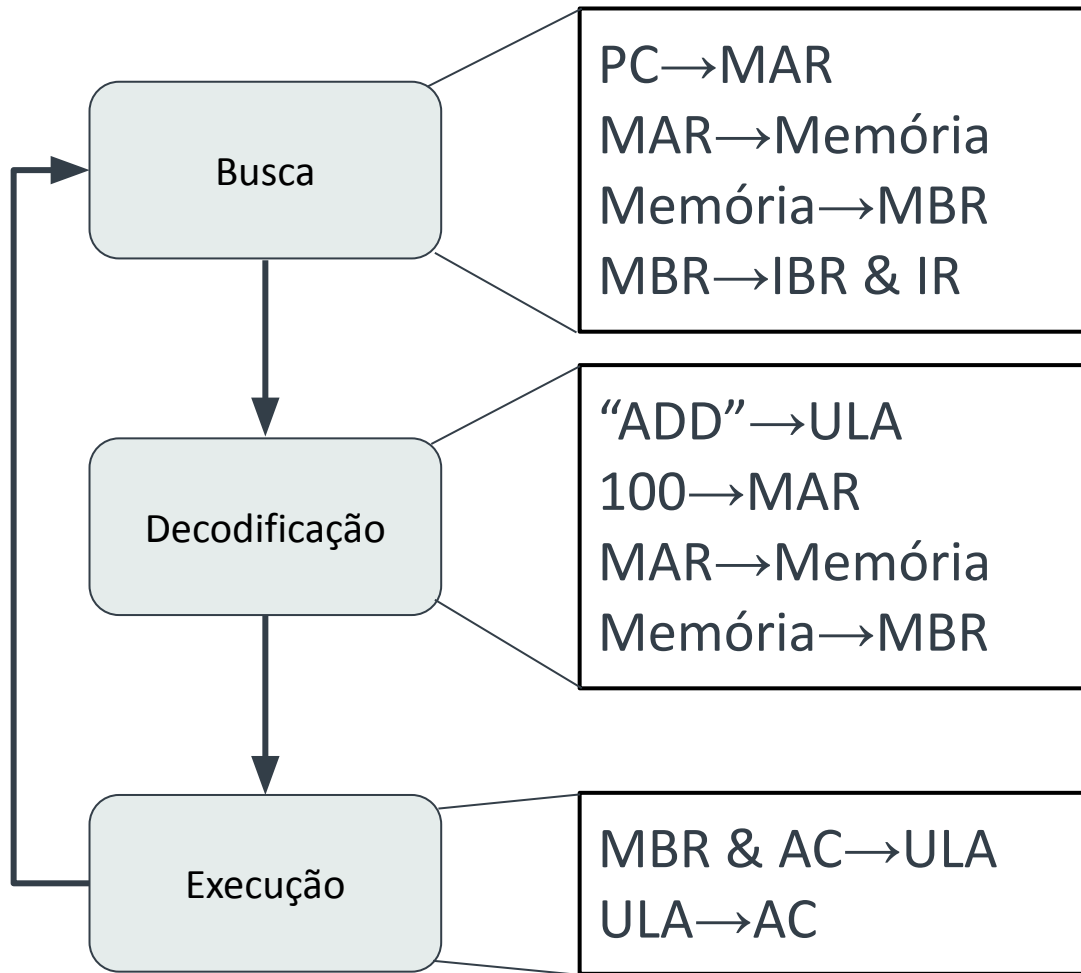 Busca
PC→MAR
MAR→Memória
Memória→MBR
MBR→IBR & IR
Decodificação
“ADD”→ULA
100→MAR
MAR→Memória
Memória→MBR
Execução
MBR & AC→ULA
ULA→AC